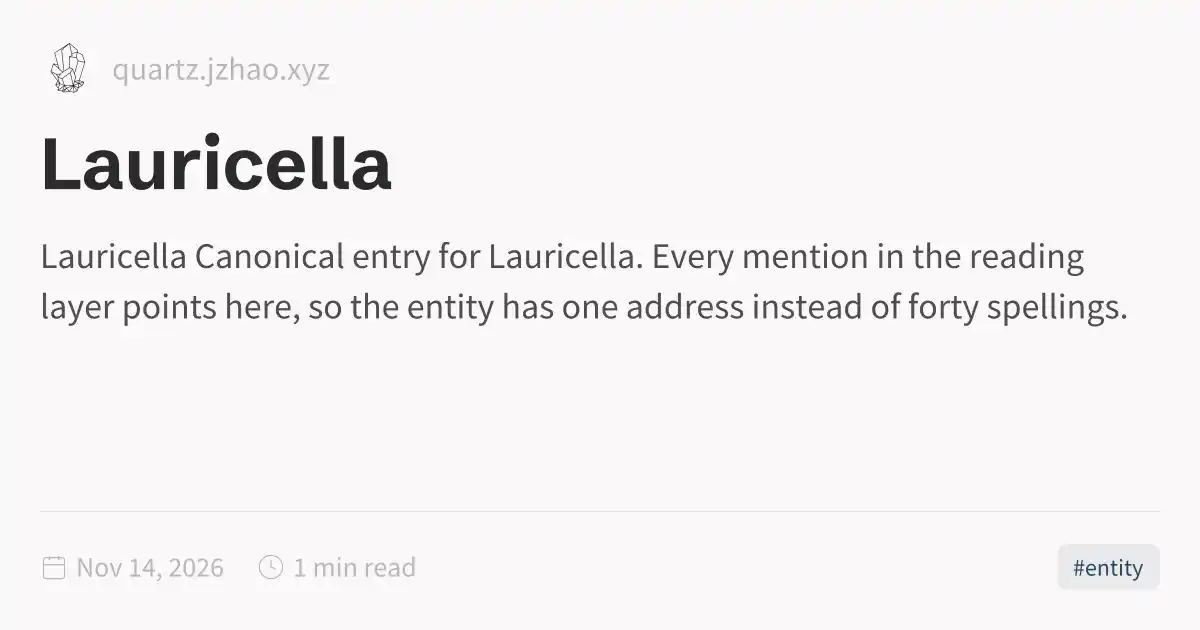 quartz.jzhao.xyz
Lauricella
Lauricella Canonical entry for Lauricella. Every mention in the reading
layer points here, so the entity has one address instead of forty spellings.
Nov 14, 2026 1 min read #entity